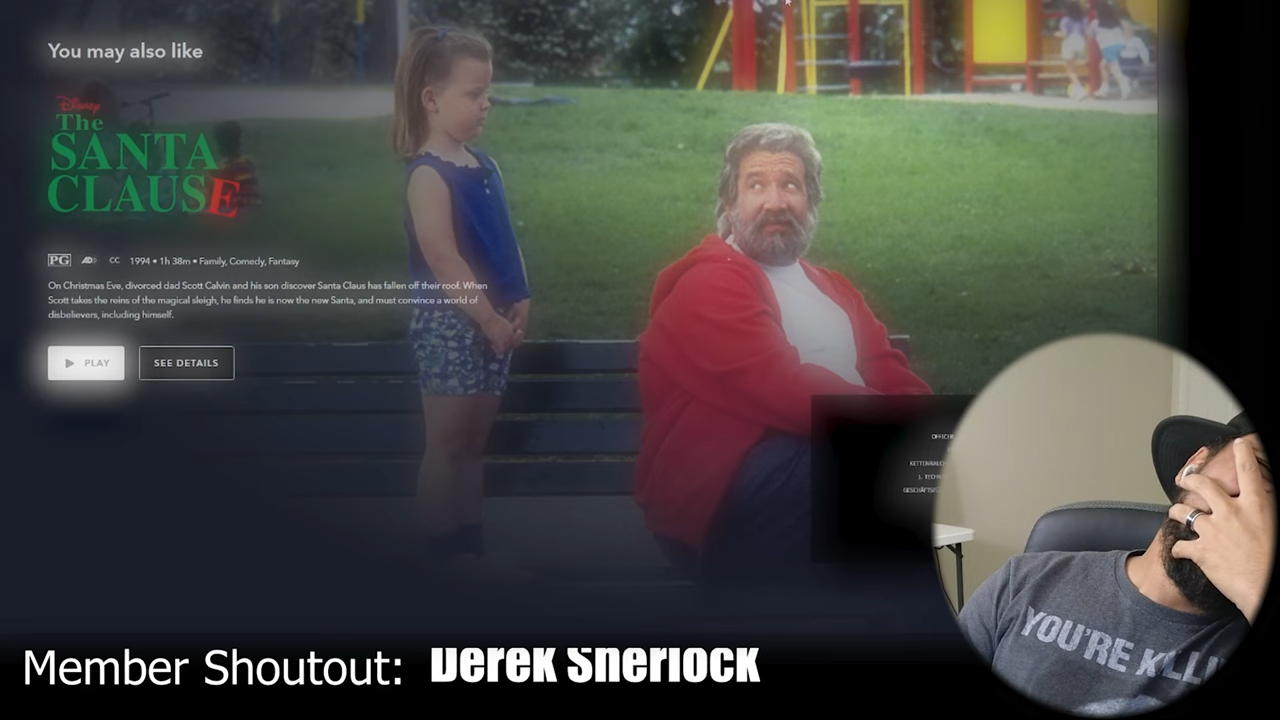 You may also like
Disney
The
SANTA
CLAUSE
PG AD CC 1994 • 1h 38m • Family, Comedy, Fantasy
On Christmas Eve, divorced dad Scott Calvin and his son discover Santa Claus has fallen off their roof. When
Scott takes the reins of the magical sleigh, he finds he is now the new Santa, and must convince a world of
disbelievers, including himself.
PLAY
SEE DETAILS
YOU'RE KILLI
Member Shoutout: Derek Sherlock